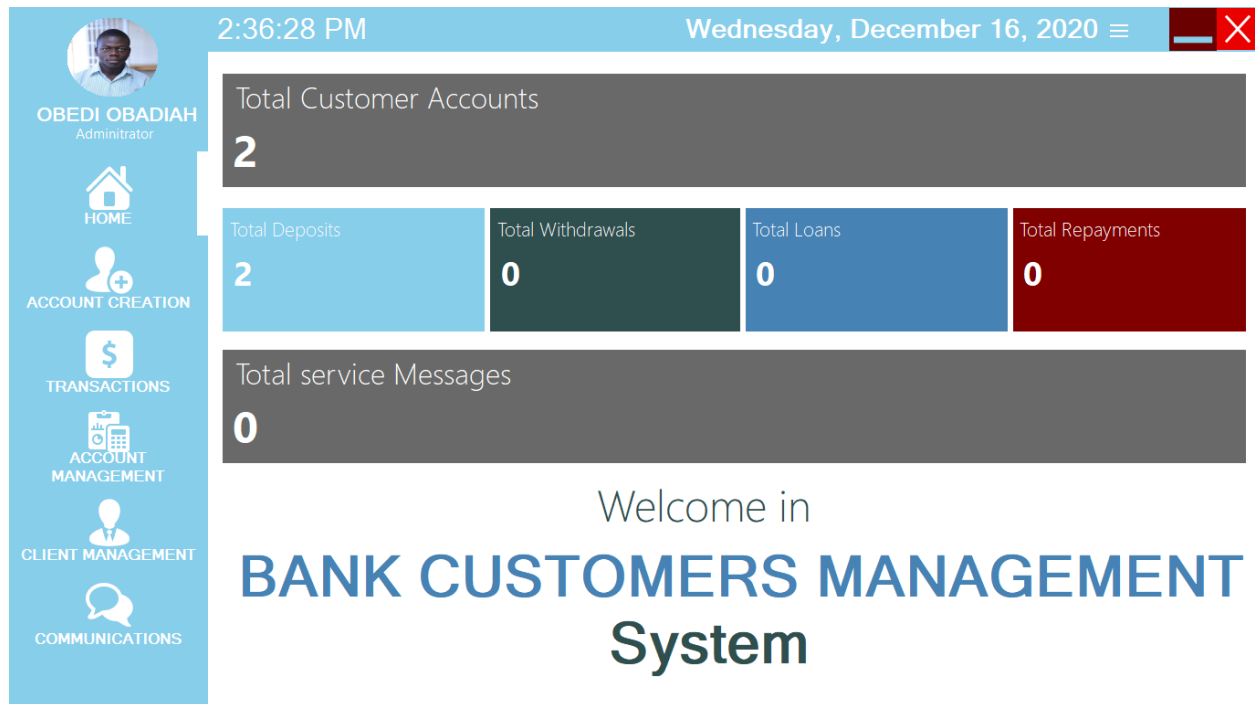 2:36:28 PM
Wednesday, December 16, 2020
OBEDI OBADIAH
Adminitrator
HOME
ACCOUNT CREATION
$
TRANSACTIONS
ACCOUNT
MANAGEMENT
CLIENT MANAGEMENT
COMMUNICATIONS
Total Customer Accounts
2
Total Deposits
2
Total Withdrawals
0
Total Loans
0
Total Repayments
0
Total service Messages
0
Welcome in
BANK CUSTOMERS MANAGEMENT
System